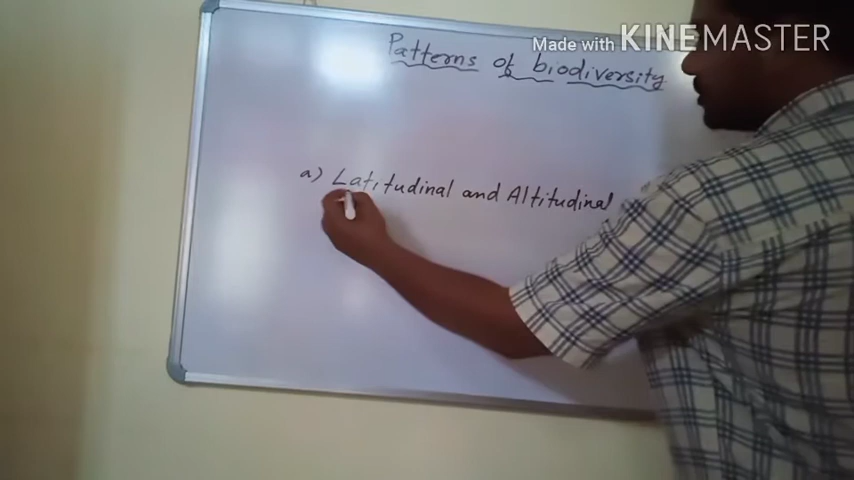 Made with KINEMASTER
Patterns of biodiversity
a) Latitudinal and Altitudinal